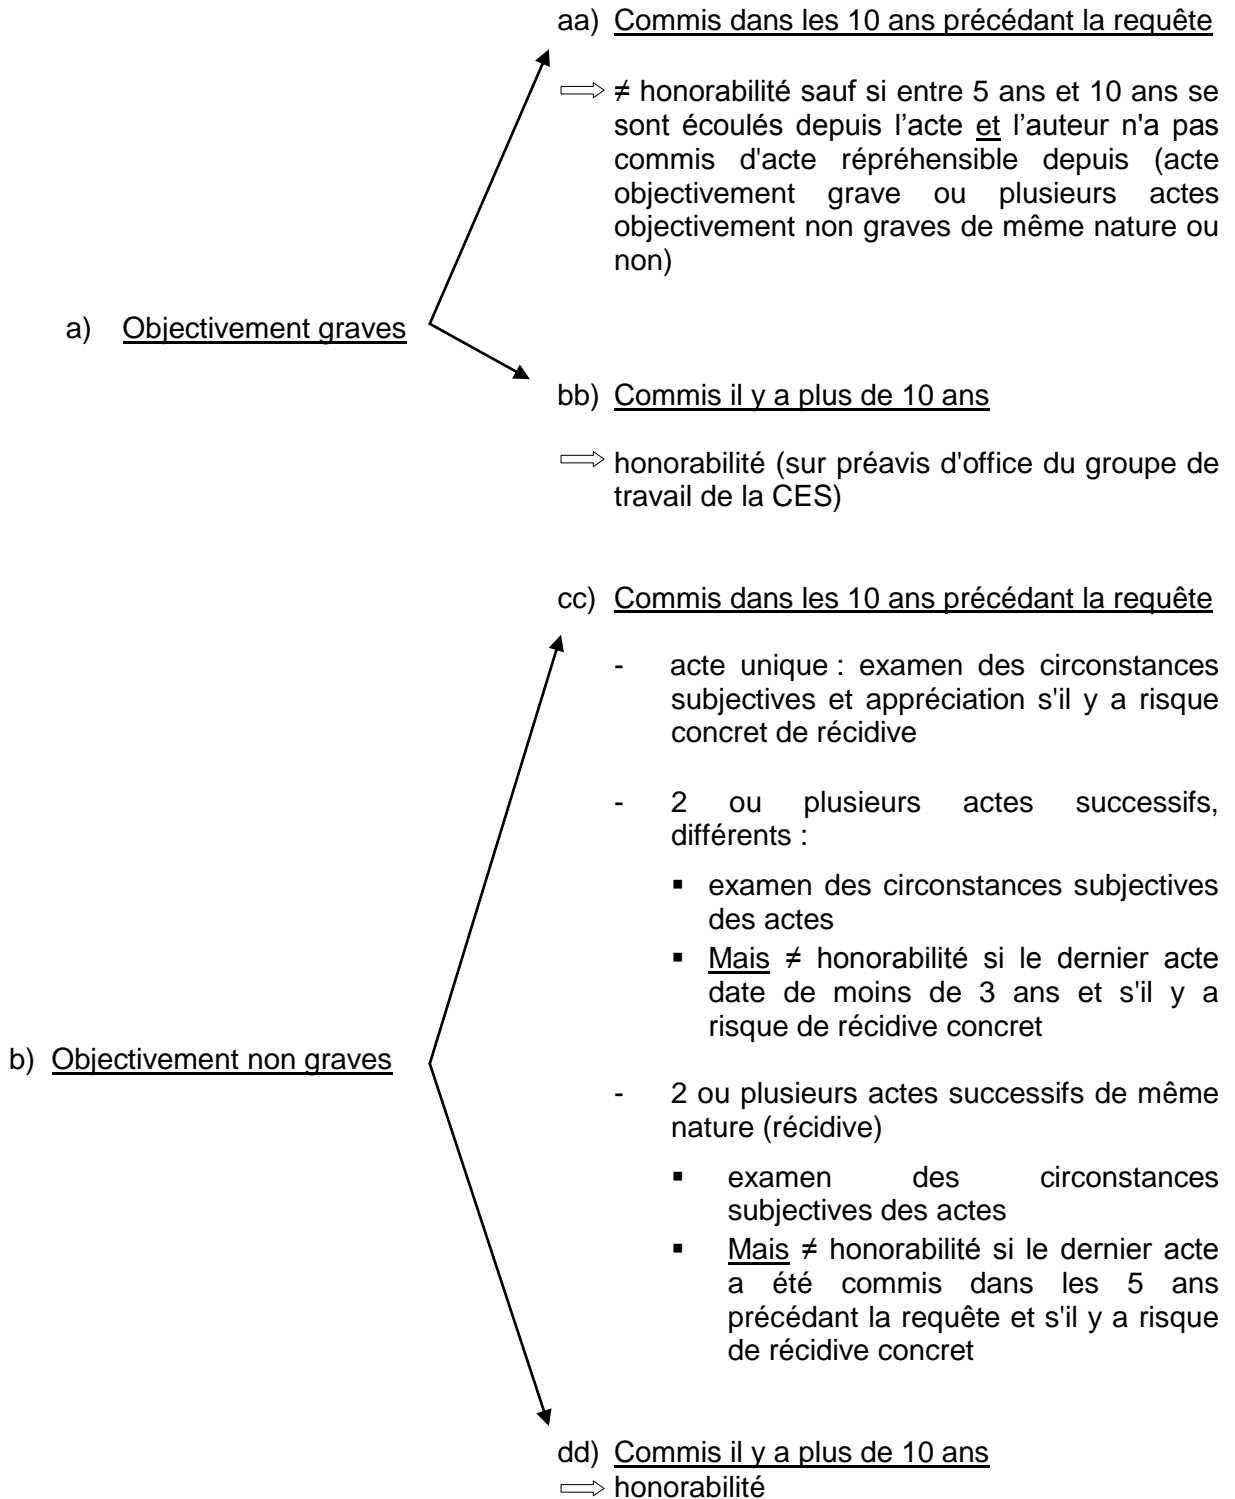 aa) Commis dans les 10 ans précédant la requête
⇨ ≠ honorabilité sauf si entre 5 ans et 10 ans se
sont écoulés depuis l’acte et l’auteur n'a pas
commis d'acte répréhensible depuis (acte
objectivement grave ou plusieurs actes
objectivement non graves de même nature ou
non)
a) Objectivement graves
bb) Commis il y a plus de 10 ans
⇨ honorabilité (sur préavis d'office du groupe de
travail de la CES)
cc) Commis dans les 10 ans précédant la requête
- acte unique : examen des circonstances
subjectives et appréciation s'il y a risque
concret de récidive
- 2 ou plusieurs actes successifs,
différents :
▪ examen des circonstances subjectives
des actes
▪ Mais ≠ honorabilité si le dernier acte
date de moins de 3 ans et s'il y a
risque de récidive concret
b) Objectivement non graves
- 2 ou plusieurs actes successifs de même
nature (récidive)
▪ examen des circonstances
subjectives des actes
▪ Mais ≠ honorabilité si le dernier acte
a été commis dans les 5 ans
précédant la requête et s'il y a risque
de récidive concret
dd) Commis il y a plus de 10 ans
⇨ honorabilité